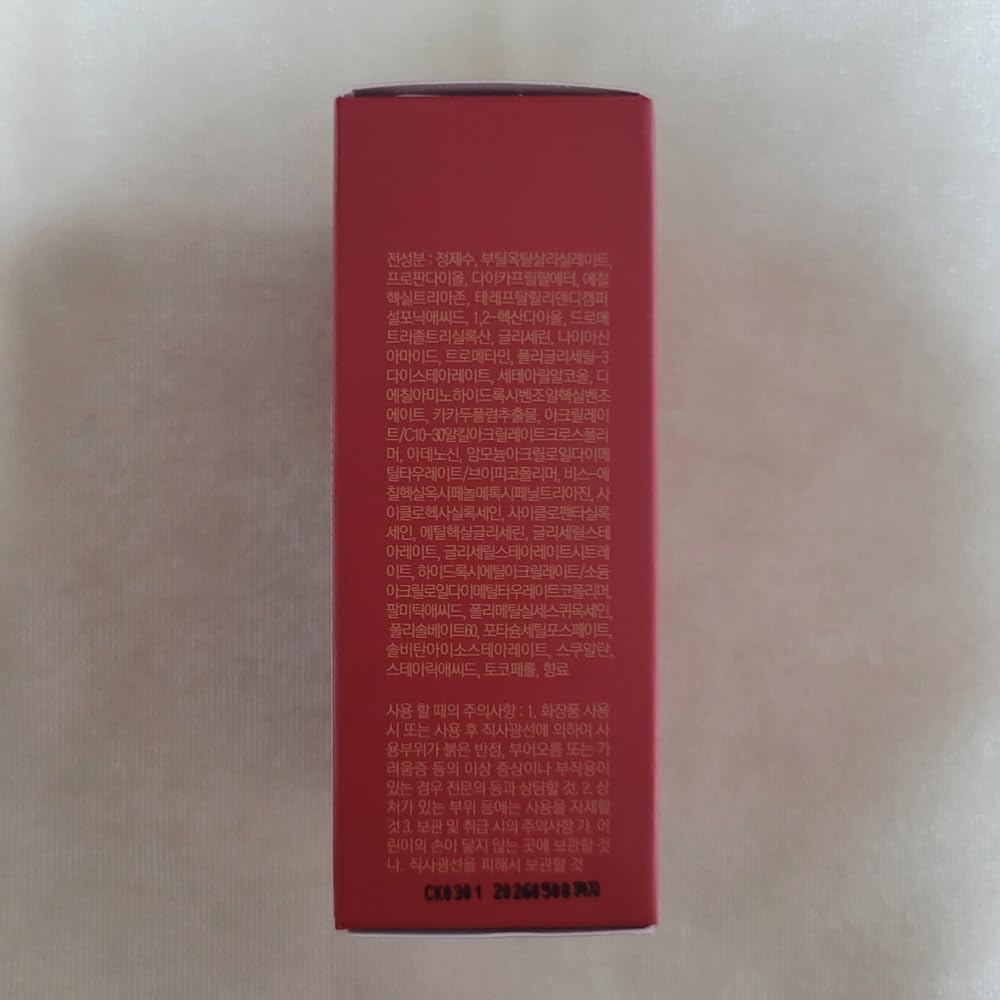 전성분 : 정제수, 부틸옥틸살리실레이트,
프로판다이올, 다이카프릴릴에터, 에칠
헥실트리아존, 테레프탈릴리덴디캠퍼
설포닉애씨드, 1,2-헥산다이올, 드로메
트리졸트리실록산, 글리세린, 나이아신
아마이드, 트로메타민, 폴리글리세릴-3
다이스테아레이트, 세테아릴알코올, 디
에칠아미노하이드록시벤조일헥실벤조
에이트, 카카두플럼추출물, 아크릴레이
트/C10-30알킬아크릴레이트크로스폴리
머, 아데노신, 암모늄아크릴로일다이메
틸타우레이트/브이피코폴리머, 비스-에
칠헥실옥시페놀메톡시페닐트리아진, 사
이클로헥사실록세인, 사이클로펜타실록
세인, 에틸헥실글리세린, 글리세릴스테
아레이트, 글리세릴스테아레이트시트레
이트, 하이드록시에틸아크릴레이트/소듐
아크릴로일다이메틸타우레이트코폴리머,
팔미틱애씨드, 폴리메틸실세스퀴옥세인,
폴리솔베이트60, 포타슘세틸포스페이트,
솔비탄아이소스테아레이트, 스쿠알란,
스테아릭애씨드, 토코페롤, 향료
사용 할 때의 주의사항 : 1. 화장품 사용
시 또는 사용 후 직사광선에 의하여 사
용부위가 붉은 반점, 부어오름 또는 가
려움증 등의 이상 증상이나 부작용이
있는 경우 전문의 등과 상담할 것. 2. 상
처가 있는 부위 등에는 사용을 자제할
것 3. 보관 및 취급 시의 주의사항 가. 어
린이의 손이 닿지 않는 곳에 보관할 것
나. 직사광선을 피해서 보관할 것
CK0301 20260508까지